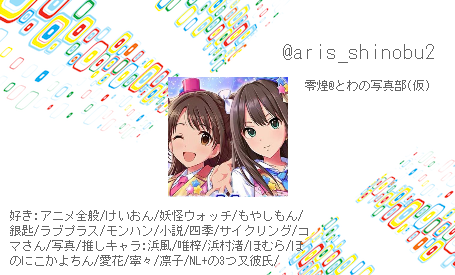 @aris_shinobu2
零煌@とわの写真部(仮)
好き:アニメ全般/けいおん/妖怪ウォッチ/もやしもん/
銀匙/ラブプラス/モンハン/小説/四季/サイクリング/コ
マさん/写真/推しキャラ:浜風/唯梓/浜村渚/ほむら/ほ
のにこかよちん/愛花/寧々/凛子/NL+の3つ又彼氏/